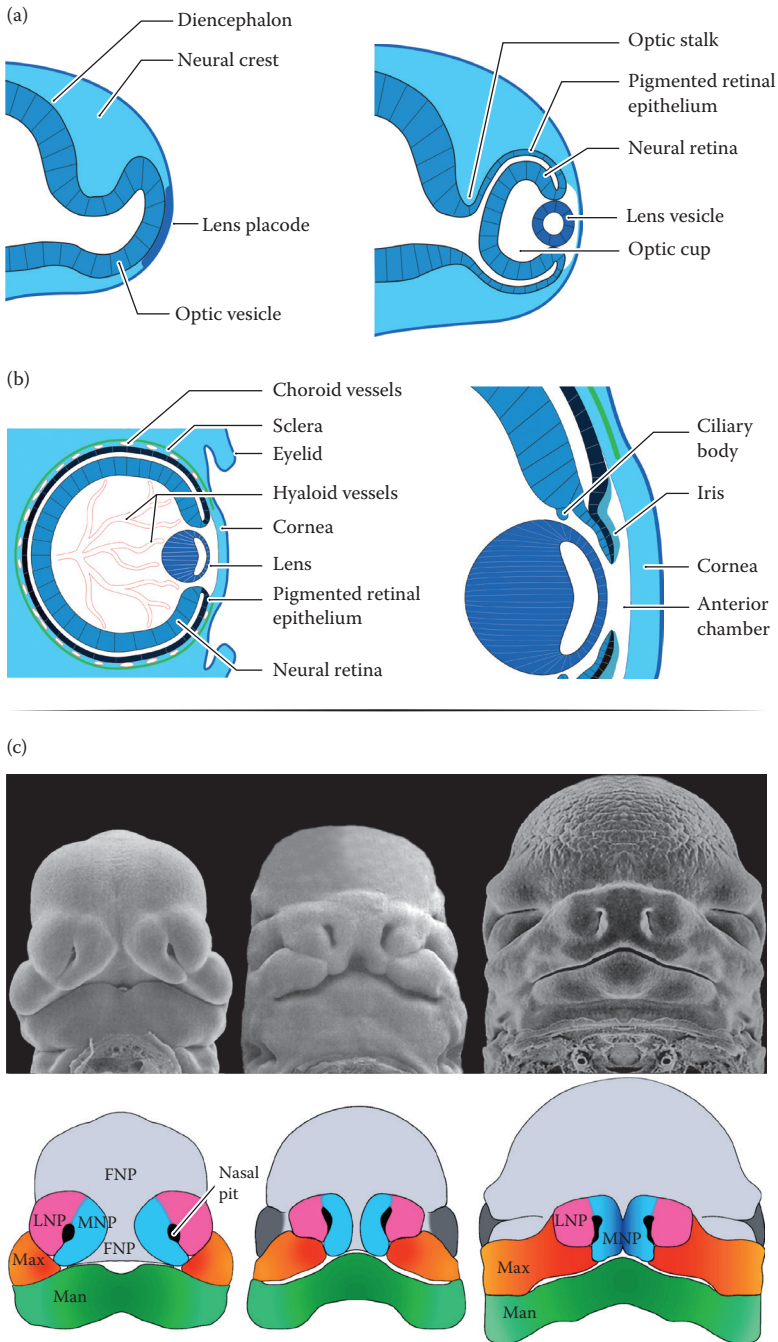 (a)
Diencephalon
Neural crest
Lens placode
Optic vesicle
Optic stalk
Pigmented retinal
epithelium
Neural retina
Lens vesicle
Optic cup
(b)
Choroid vessels
Sclera
Eyelid
Hyaloid vessels
Cornea
Lens
Pigmented retinal
epithelium
Neural retina
Ciliary
body
Iris
Cornea
Anterior
chamber
(c)
FNP
LNP
MNP
FNP
Max
Man
Nasal
pit
LNP
MNP
Max
Man